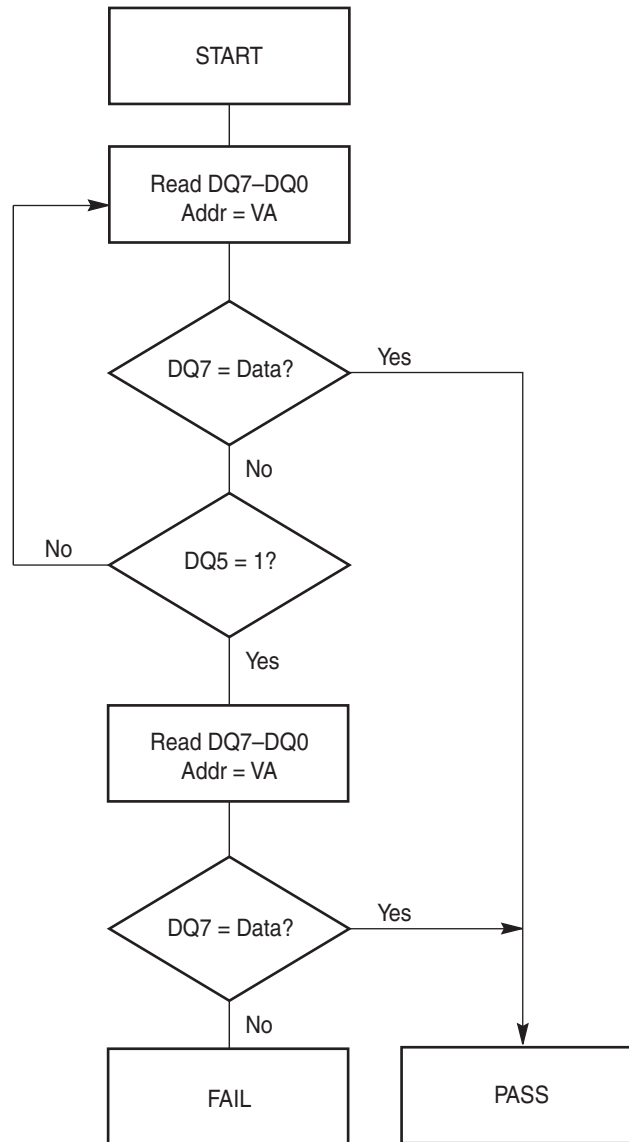 START
Read DQ7–DQ0
Addr = VA
DQ7 = Data?
Yes
No
DQ5 = 1?
No
Yes
Read DQ7–DQ0
Addr = VA
DQ7 = Data?
Yes
No
FAIL
PASS